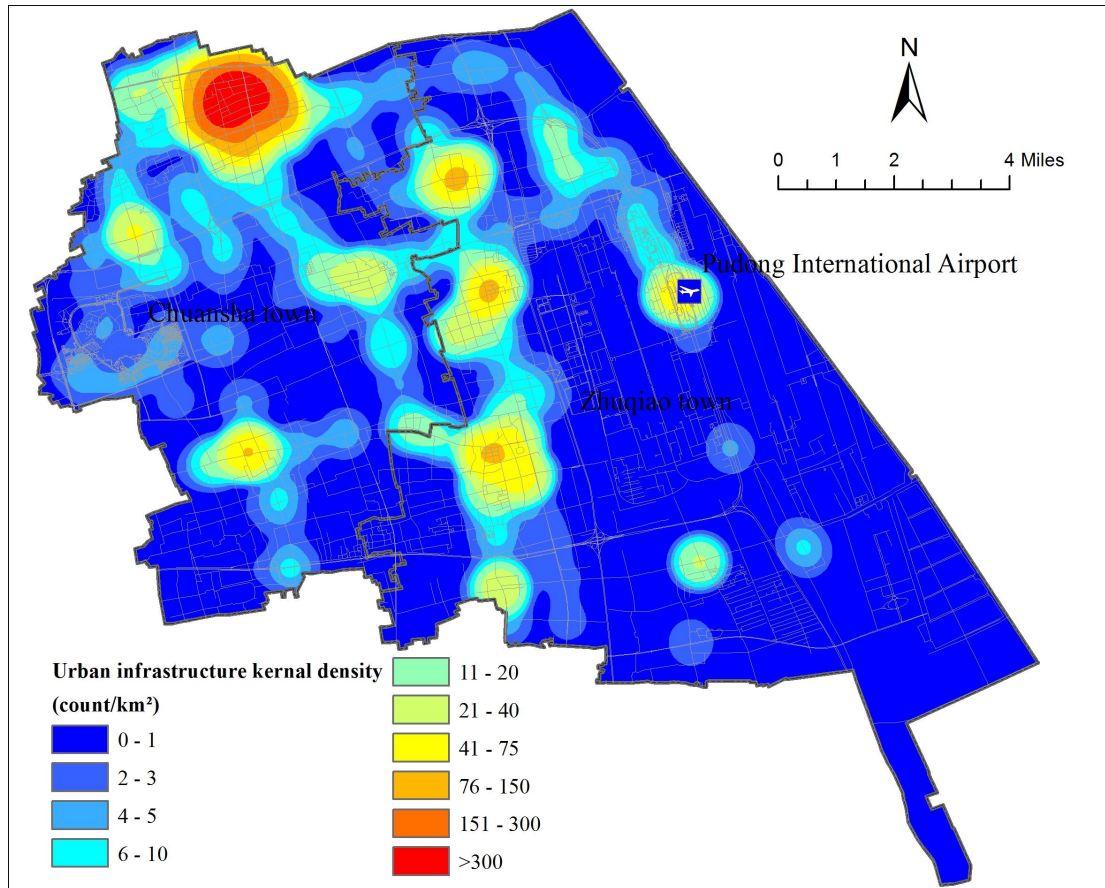 N
0 1 2 4 Miles
Pudong International Airport
Chuansha town
Zhuqiao town
Urban infrastructure kernal density
(count/km²)
0 - 1
2 - 3
4 - 5
6 - 10
11 - 20
21 - 40
41 - 75
76 - 150
151 - 300
>300